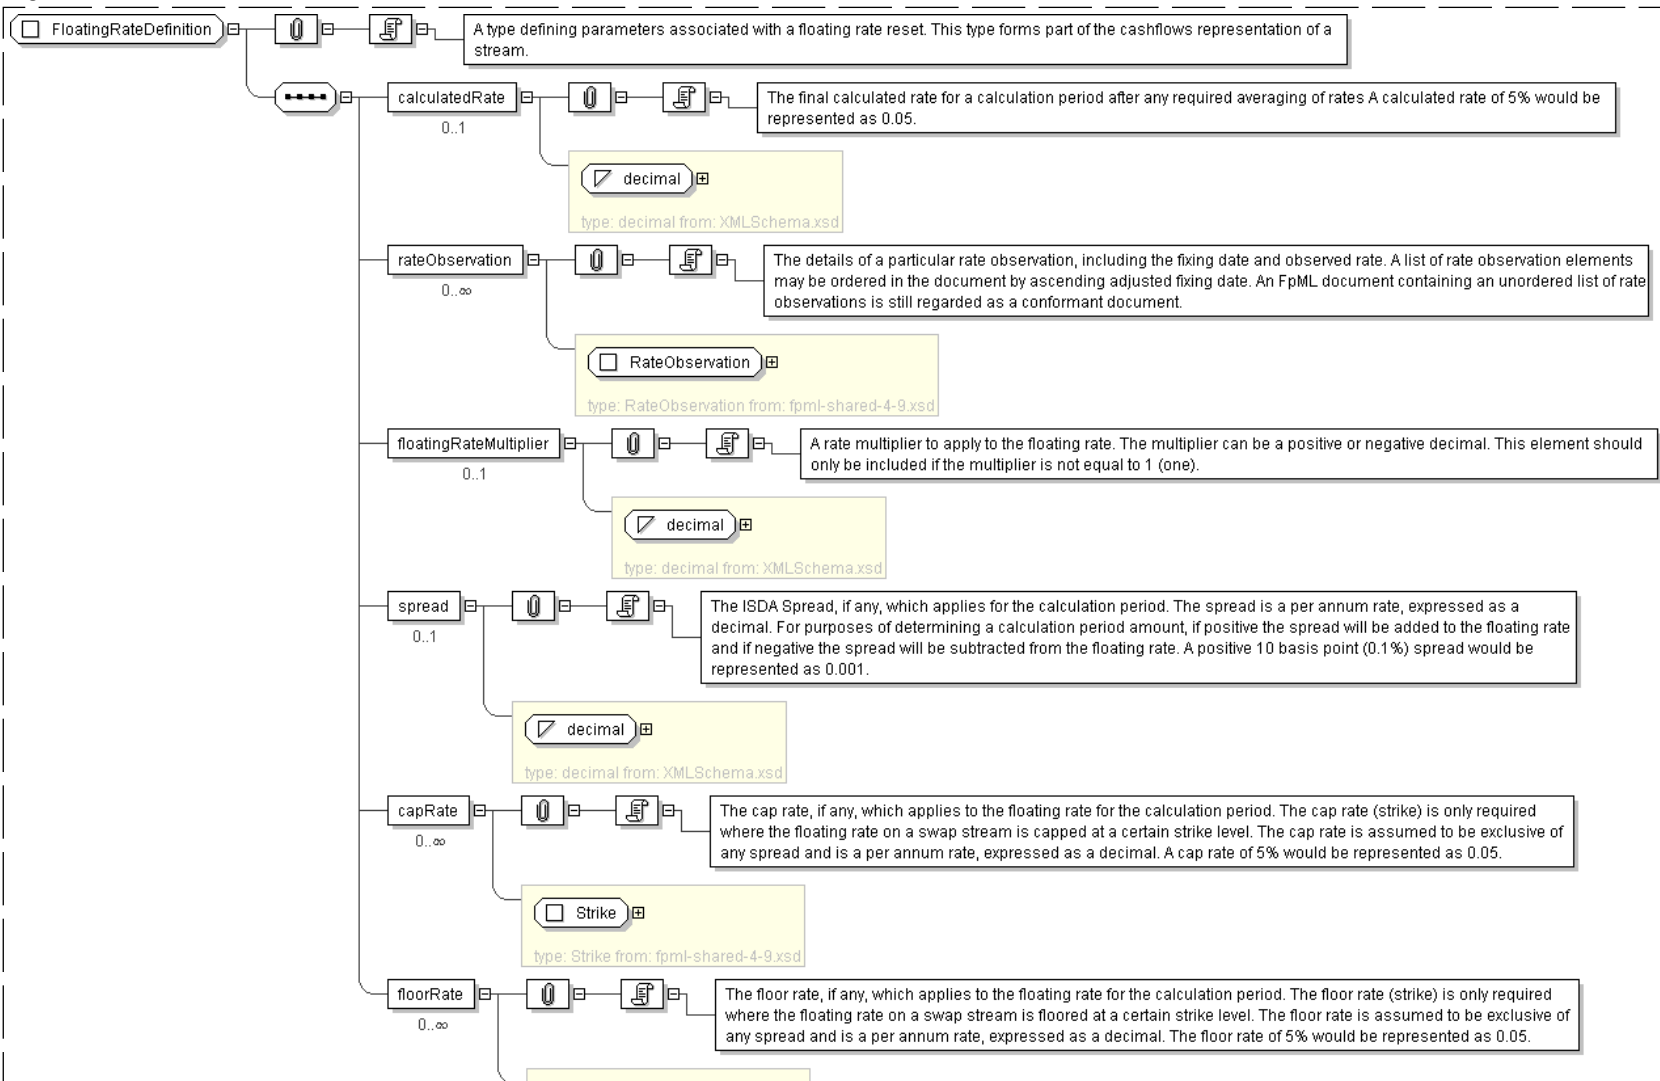 FloatingRateDefinition
A type defining parameters associated with a floating rate reset. This type forms part of the cashflows representation of a
stream.
calculatedRate
0..1
The final calculated rate for a calculation period after any required averaging of rates A calculated rate of 5% would be
represented as 0.05.
decimal
type: decimal from: XMLSchema.xsd
rateObservation
0..∞
The details of a particular rate observation, including the fixing date and observed rate. A list of rate observation elements
may be ordered in the document by ascending adjusted fixing date. An FpML document containing an unordered list of rate
observations is still regarded as a conformant document.
RateObservation
type: RateObservation from: fpml-shared-4-9.xsd
floatingRateMultiplier
0..1
A rate multiplier to apply to the floating rate. The multiplier can be a positive or negative decimal. This element should
only be included if the multiplier is not equal to 1 (one).
decimal
type: decimal from: XMLSchema.xsd
spread
0..1
The ISDA Spread, if any, which applies for the calculation period. The spread is a per annum rate, expressed as a
decimal. For purposes of determining a calculation period amount, if positive the spread will be added to the floating rate
and if negative the spread will be subtracted from the floating rate. A positive 10 basis point (0.1%) spread would be
represented as 0.001.
decimal
type: decimal from: XMLSchema.xsd
capRate
0..∞
The cap rate, if any, which applies to the floating rate for the calculation period. The cap rate (strike) is only required
where the floating rate on a swap stream is capped at a certain strike level. The cap rate is assumed to be exclusive of
any spread and is a per annum rate, expressed as a decimal. A cap rate of 5% would be represented as 0.05.
Strike
type: Strike from: fpml-shared-4-9.xsd
floorRate
0..∞
The floor rate, if any, which applies to the floating rate for the calculation period. The floor rate (strike) is only required
where the floating rate on a swap stream is floored at a certain strike level. The floor rate is assumed to be exclusive of
any spread and is a per annum rate, expressed as a decimal. The floor rate of 5% would be represented as 0.05.